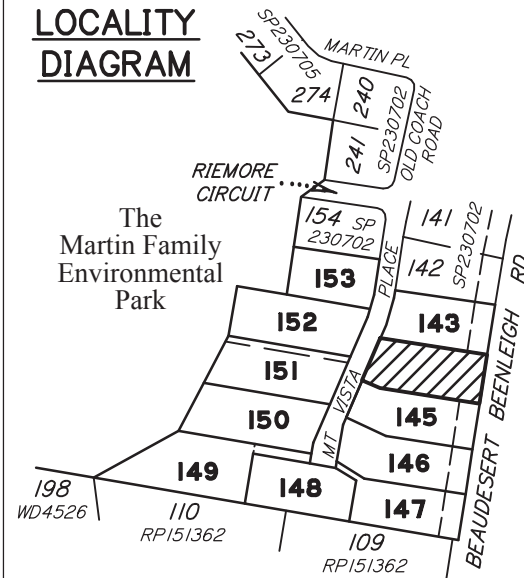 LOCALITY
DIAGRAM
SP230705
273
274
MARTIN PL
240
241
SP230702
OLD COACH
ROAD
RIEMORE
CIRCUIT
The
Martin Family
Environmental
Park
154 SP
230702
153
152
151
150
149
148
MT VISTA PLACE
141
142
SP230702
143
145
146
147
BEAUDESERT BEENLEIGH RD
198
WD4526
110
RP151362
109
RP151362